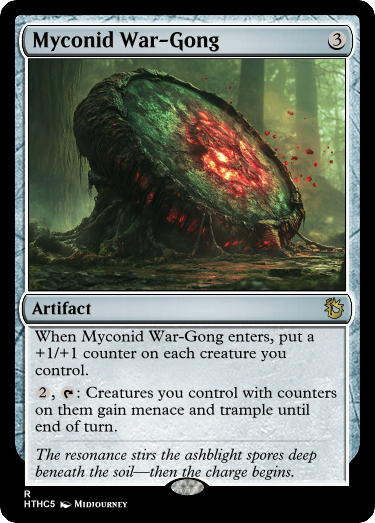 Myconid War-Gong 3
Artifact
When Myconid War-Gong enters, put a
+1/+1 counter on each creature you
control.
2, : Creatures you control with counters
on them gain menace and trample until
end of turn.
The resonance stirs the ashblight spores deep
beneath the soil—then the charge begins.
R
HTHC5 Midjourney